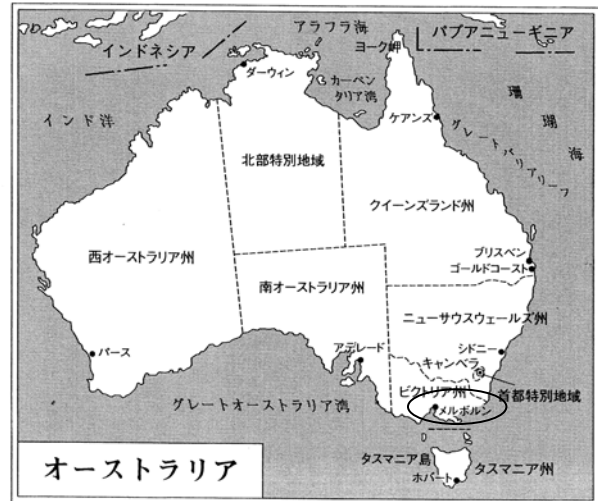 アラフラ海
ヨーク岬
パプアニューギニア
インドネシア
ダーウィン
カーペン
タリア湾
珊瑚海
インド洋
ケアンズ
グレートバリアリーフ
北部特別地域
クイーンズランド州
西オーストラリア州
ブリスベン
ゴールドコースト
南オーストラリア州
ニューサウスウェールズ州
パース
アデレード
シドニー
キャンベラ
ビクトリア州
首都特別地域
グレートオーストラリア湾
メルボルン
オーストラリア
タスマニア島
タスマニア州
ホバート